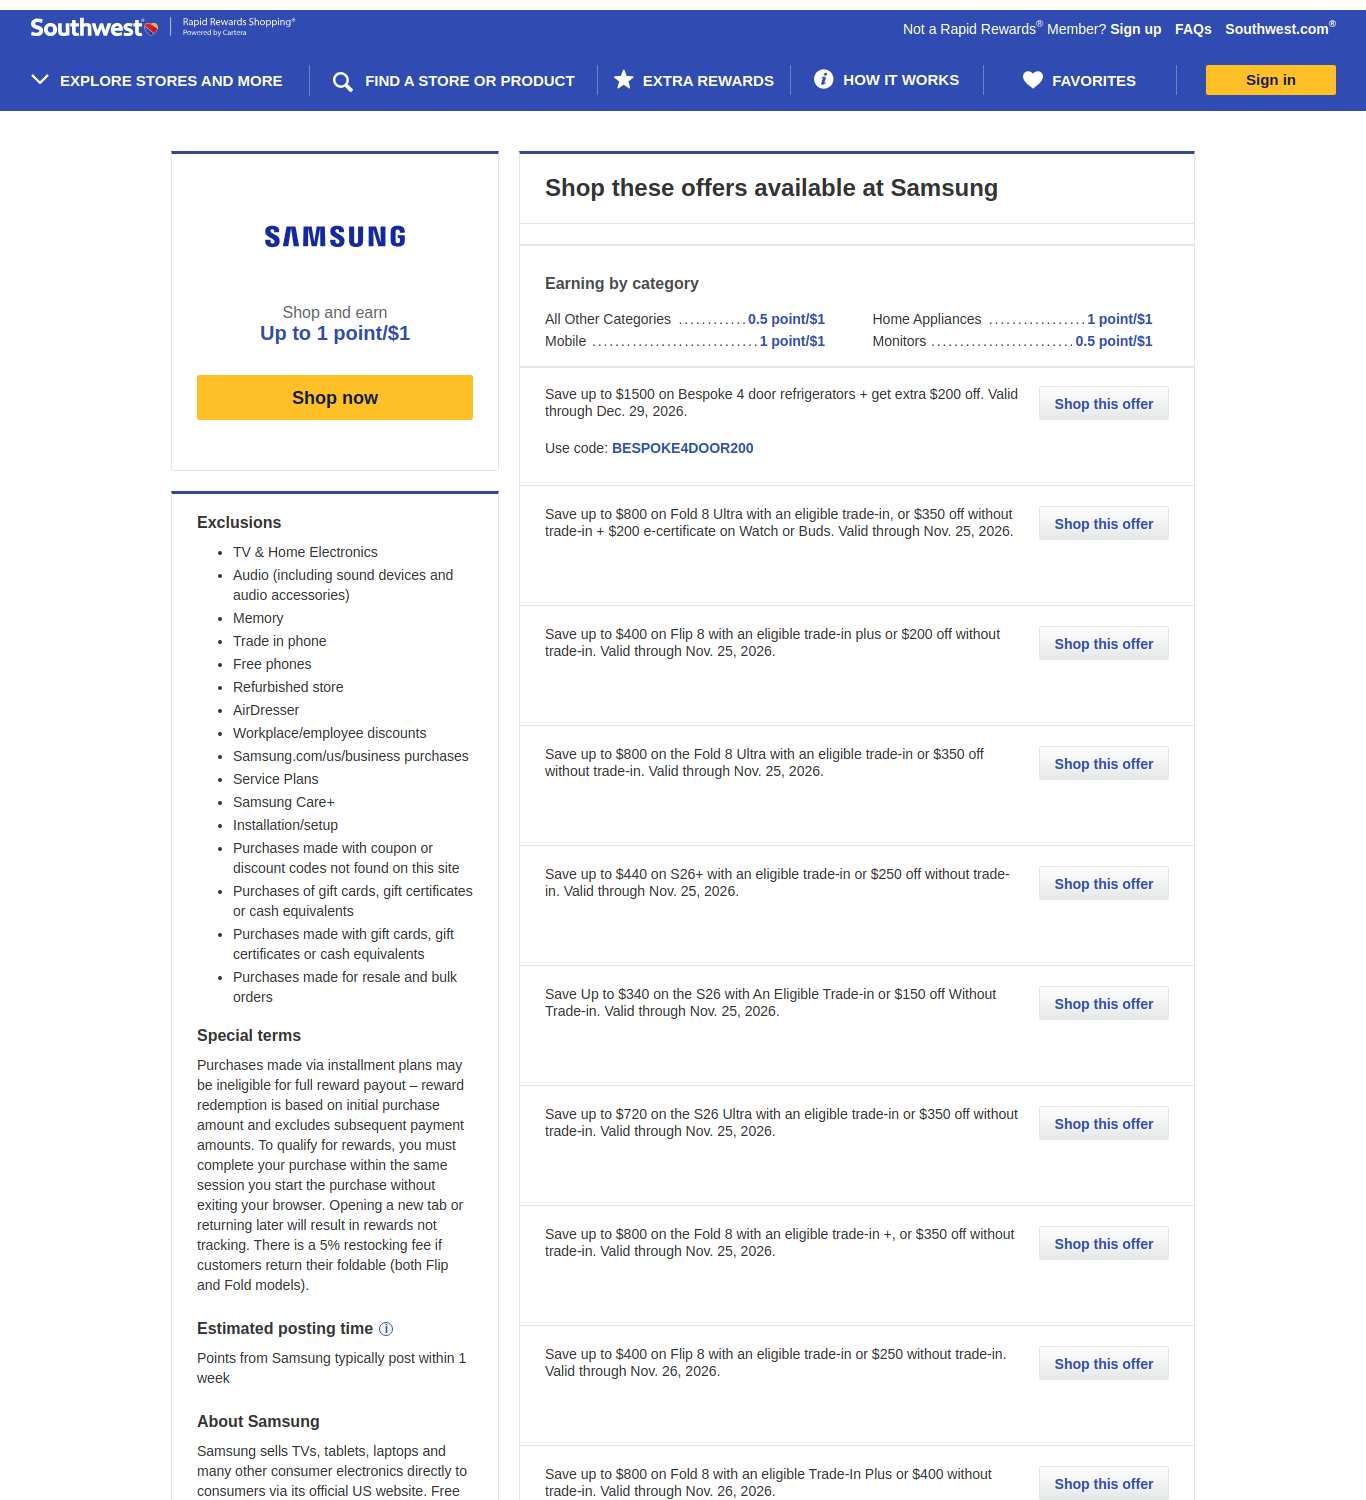 Southwest
Rapid Rewards Shopping®
Powered by Cartera
Not a Rapid Rewards® Member? Sign up FAQs Southwest.com®
EXPLORE STORES AND MORE FIND A STORE OR PRODUCT EXTRA REWARDS HOW IT WORKS FAVORITES Sign in
SAMSUNG
Shop and earn
Up to 1 point/$1
Shop now
Exclusions
• TV & Home Electronics
• Audio (including sound devices and
audio accessories)
• Memory
• Trade in phone
• Free phones
• Refurbished store
• AirDresser
• Workplace/employee discounts
• Samsung.com/us/business purchases
• Service Plans
• Samsung Care+
• Installation/setup
• Purchases made with coupon or
discount codes not found on this site
• Purchases of gift cards, gift certificates
or cash equivalents
• Purchases made with gift cards, gift
certificates or cash equivalents
• Purchases made for resale and bulk
orders
Special terms
Purchases made via installment plans may
be ineligible for full reward payout – reward
redemption is based on initial purchase
amount and excludes subsequent payment
amounts. To qualify for rewards, you must
complete your purchase within the same
session you start the purchase without
exiting your browser. Opening a new tab or
returning later will result in rewards not
tracking. There is a 5% restocking fee if
customers return their foldable (both Flip
and Fold models).
Estimated posting time
Points from Samsung typically post within 1
week
About Samsung
Samsung sells TVs, tablets, laptops and
many other consumer electronics directly to
consumers via its official US website. Free
Shop these offers available at Samsung
Earning by category
All Other Categories ............ 0.5 point/$1 Home Appliances ................. 1 point/$1
Mobile ............................. 1 point/$1 Monitors ......................... 0.5 point/$1
Save up to $1500 on Bespoke 4 door refrigerators + get extra $200 off. Valid
through Dec. 29, 2026.
Use code: BESPOKE4DOOR200
Shop this offer
Save up to $800 on Fold 8 Ultra with an eligible trade-in, or $350 off without
trade-in + $200 e-certificate on Watch or Buds. Valid through Nov. 25, 2026.
Shop this offer
Save up to $400 on Flip 8 with an eligible trade-in plus or $200 off without
trade-in. Valid through Nov. 25, 2026.
Shop this offer
Save up to $800 on the Fold 8 Ultra with an eligible trade-in or $350 off
without trade-in. Valid through Nov. 25, 2026.
Shop this offer
Save up to $440 on S26+ with an eligible trade-in or $250 off without trade-
in. Valid through Nov. 25, 2026.
Shop this offer
Save Up to $340 on the S26 with An Eligible Trade-in or $150 off Without
Trade-in. Valid through Nov. 25, 2026.
Shop this offer
Save up to $720 on the S26 Ultra with an eligible trade-in or $350 off without
trade-in. Valid through Nov. 25, 2026.
Shop this offer
Save up to $800 on the Fold 8 with an eligible trade-in +, or $350 off without
trade-in. Valid through Nov. 25, 2026.
Shop this offer
Save up to $400 on Flip 8 with an eligible trade-in or $250 without trade-in.
Valid through Nov. 26, 2026.
Shop this offer
Save up to $800 on Fold 8 with an eligible Trade-In Plus or $400 without
trade-in. Valid through Nov. 26, 2026.
Shop this offer